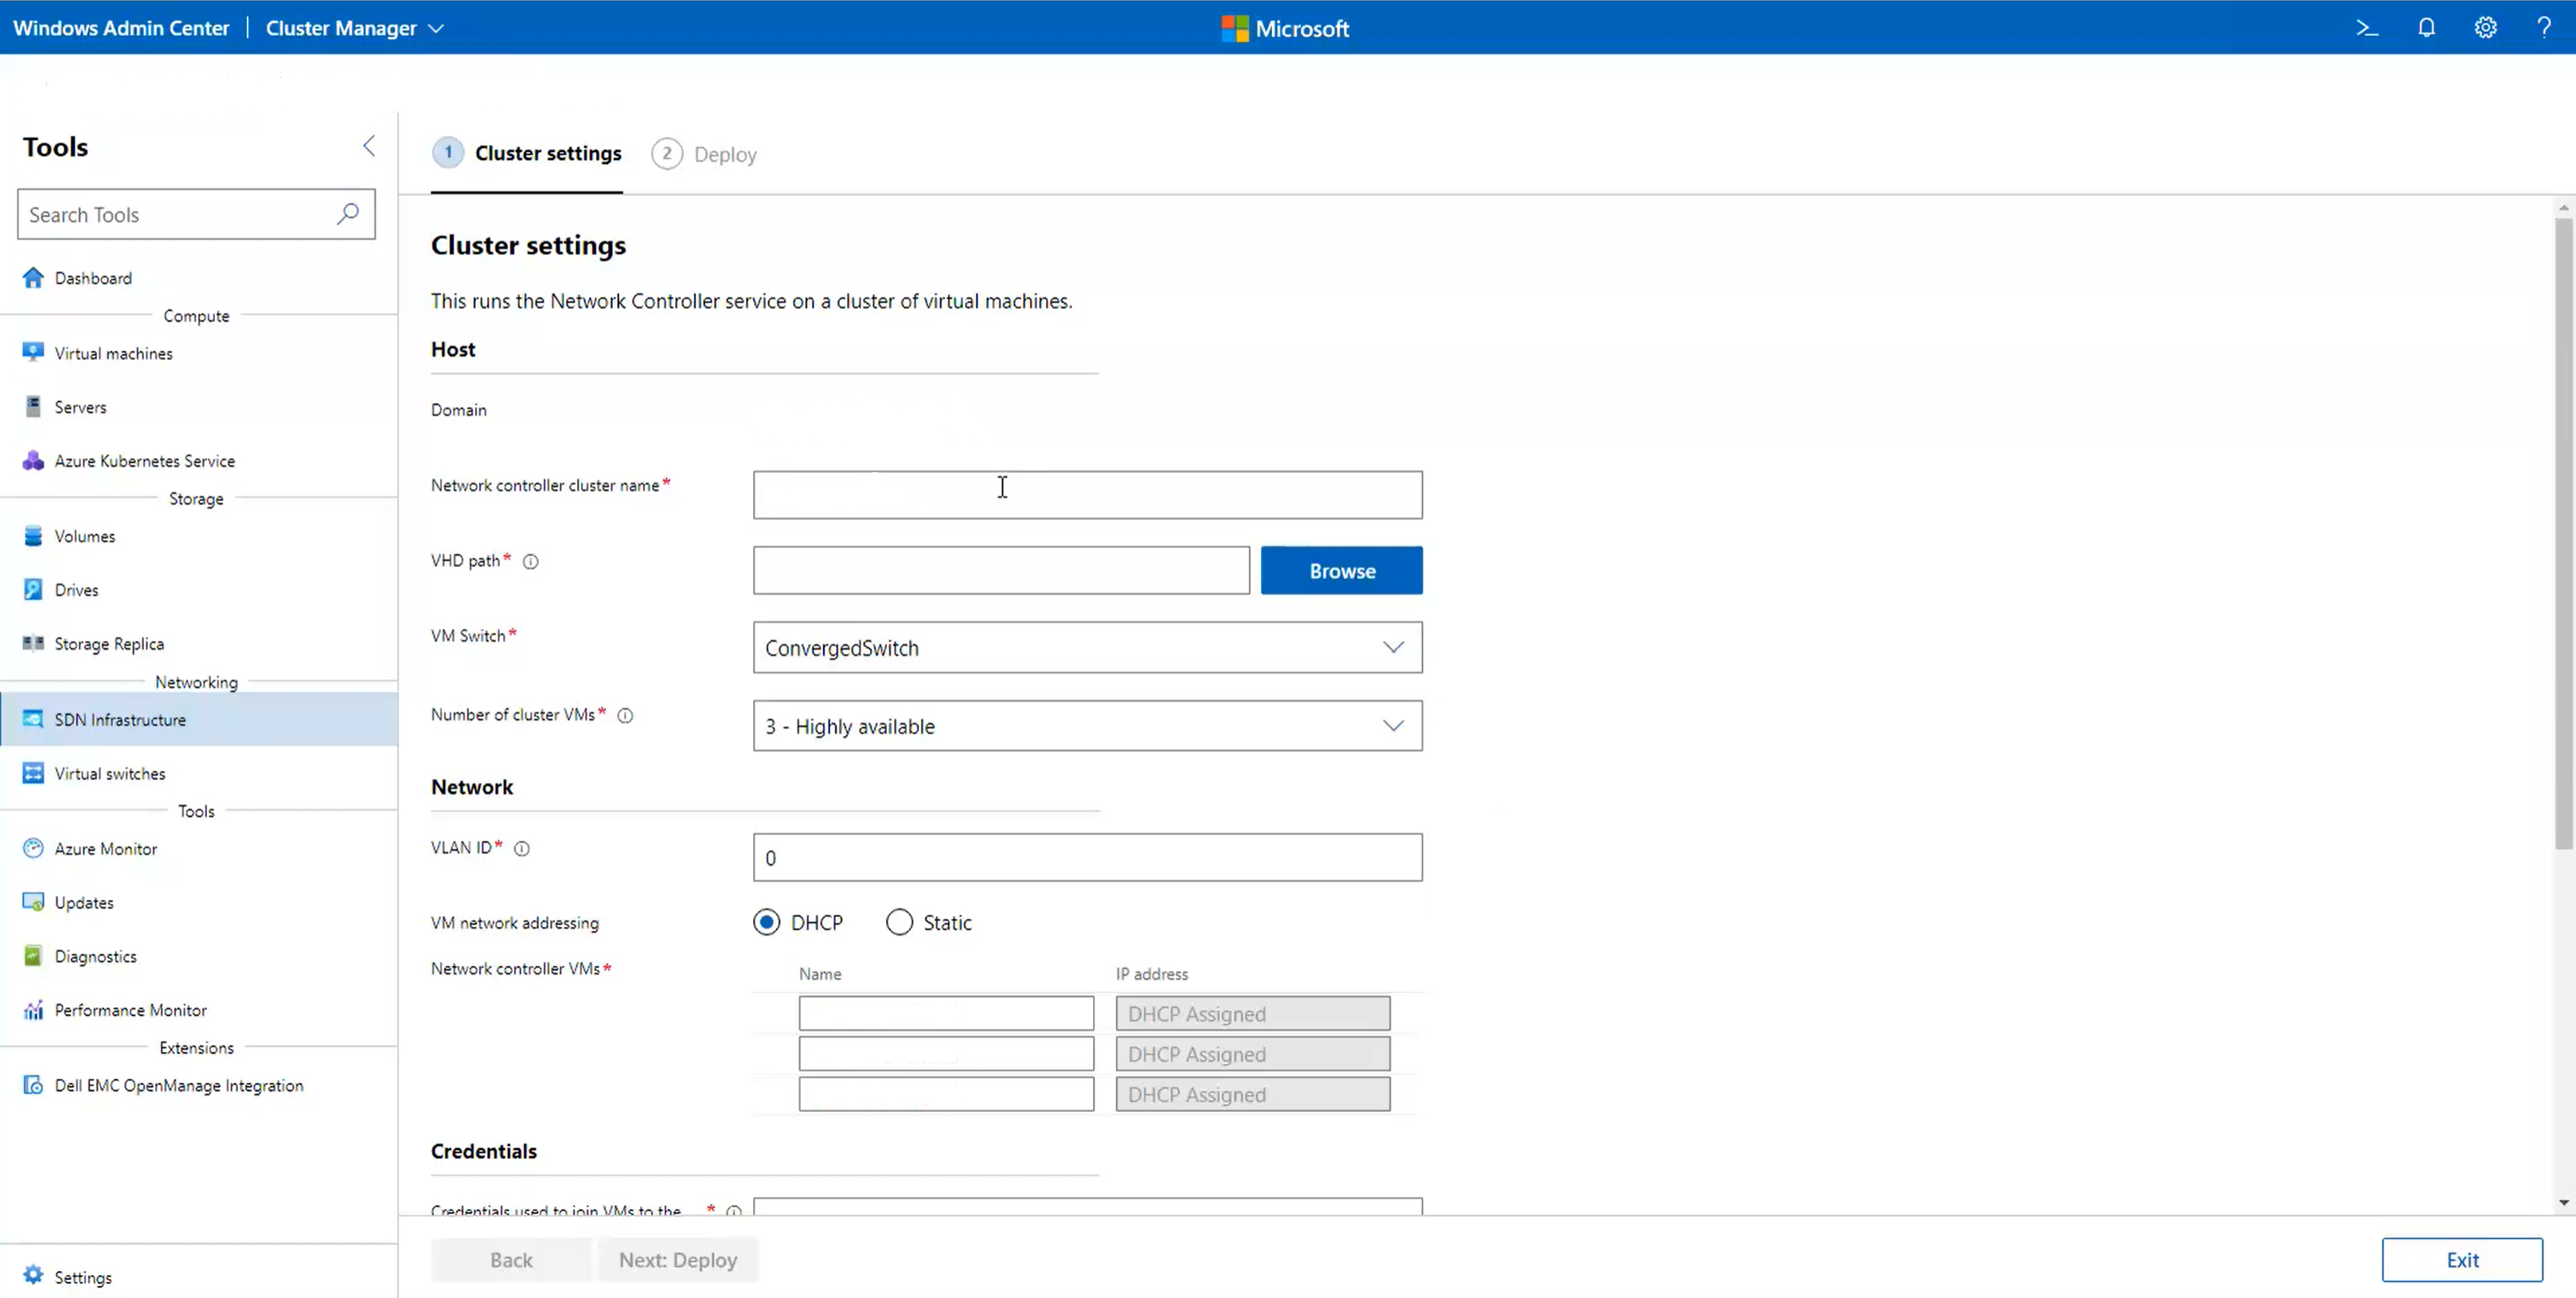 Windows Admin Center | Cluster Manager
Microsoft
Tools
Search Tools
Dashboard
Compute
Virtual machines
Servers
Azure Kubernetes Service
Storage
Volumes
Drives
Storage Replica
Networking
SDN Infrastructure
Virtual switches
Tools
Azure Monitor
Updates
Diagnostics
Performance Monitor
Extensions
Dell EMC OpenManage Integration
Settings
1 Cluster settings 2 Deploy
Cluster settings
This runs the Network Controller service on a cluster of virtual machines.
Host
Domain
Network controller cluster name*
VHD path* Browse
VM Switch* ConvergedSwitch
Number of cluster VMs* 3 - Highly available
Network
VLAN ID* 0
VM network addressing DHCP Static
Network controller VMs* Name IP address
DHCP Assigned
DHCP Assigned
DHCP Assigned
Credentials
Credentials used to join VMs to the *
Back Next: Deploy Exit